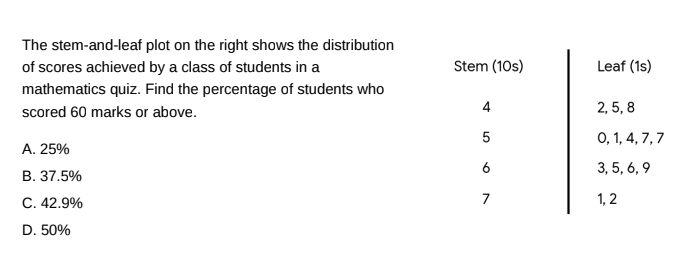 The stem-and-leaf plot on the right shows the distribution
of scores achieved by a class of students in a
mathematics quiz. Find the percentage of students who
scored 60 marks or above.
A. 25%
B. 37.5%
C. 42.9%
D. 50%
Stem (10s) Leaf (1s)
4 2, 5, 8
5 0, 1, 4, 7, 7
6 3, 5, 6, 9
7 1, 2